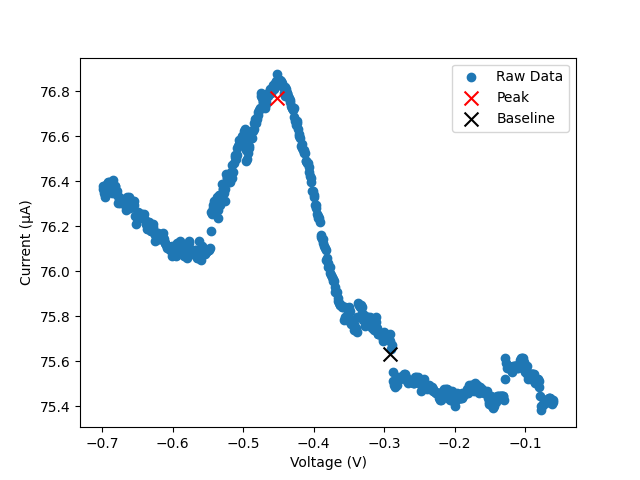 Raw Data
Peak
Baseline
76.8
76.6
76.4
76.2
76.0
75.8
75.6
75.4
Current (µA)
−0.7 −0.6 −0.5 −0.4 −0.3 −0.2 −0.1
Voltage (V)